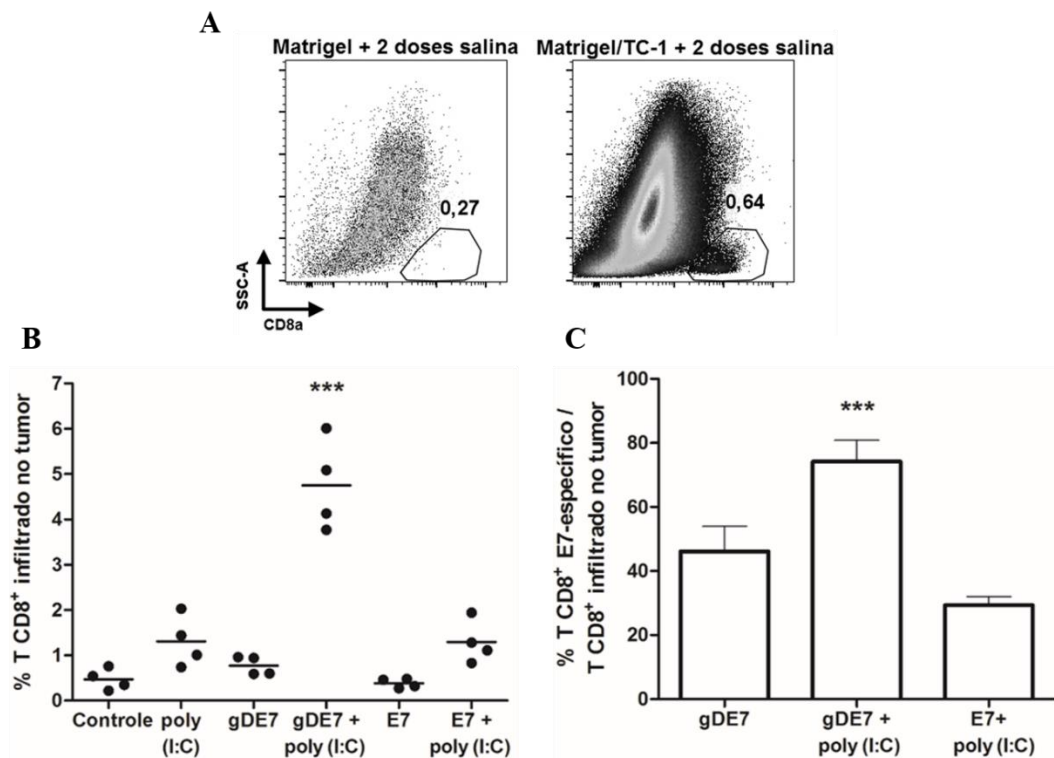 A
Matrigel + 2 doses salina
Matrigel/TC-1 + 2 doses salina
0,27
0,64
SSC-A
CD8a
B
% T CD8+ infiltrado no tumor
7
6
5
4
3
2
1
0
***
Controle
poly
(I:C)
gDE7
gDE7 +
poly (I:C)
E7
E7 +
poly (I:C)
C
% T CD8+ E7-específico /
T CD8+ infiltrado no tumor
100
80
60
40
20
0
***
gDE7
gDE7 +
poly (I:C)
E7+
poly (I:C)